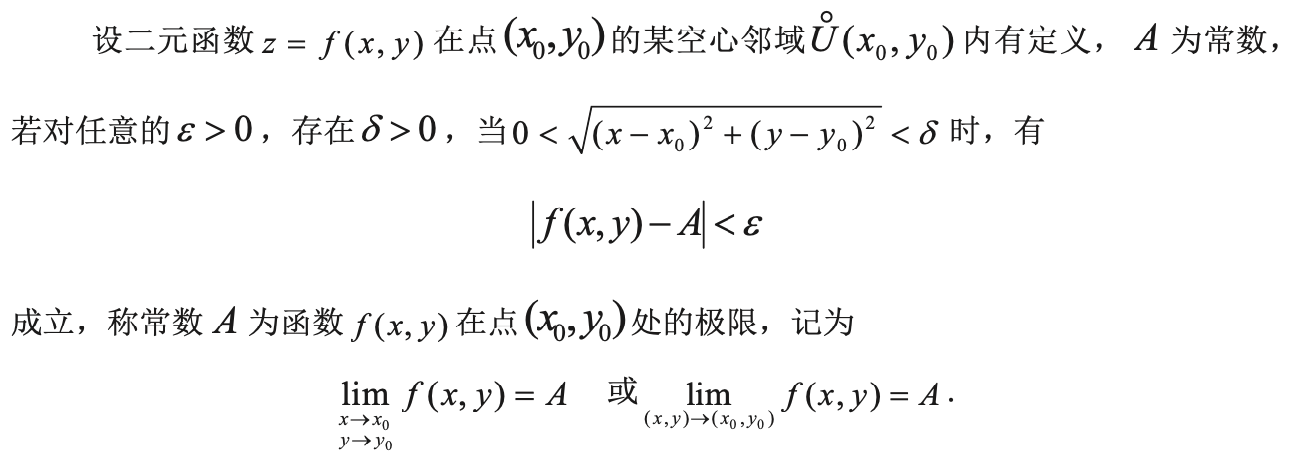 设二元函数 z = f(x, y) 在点 (x₀,y₀) 的某空心邻域 Ů(x₀, y₀) 内有定义， A 为常数，
若对任意的 ε > 0 ，存在 δ > 0 ，当 0 < √((x − x₀)² + (y − y₀)²) < δ 时，有
|f(x, y) − A| < ε
成立，称常数 A 为函数 f(x, y) 在点 (x₀,y₀) 处的极限，记为
lim_{x→x₀, y→y₀} f(x, y) = A 或 lim_{(x,y)→(x₀,y₀)} f(x, y) = A .